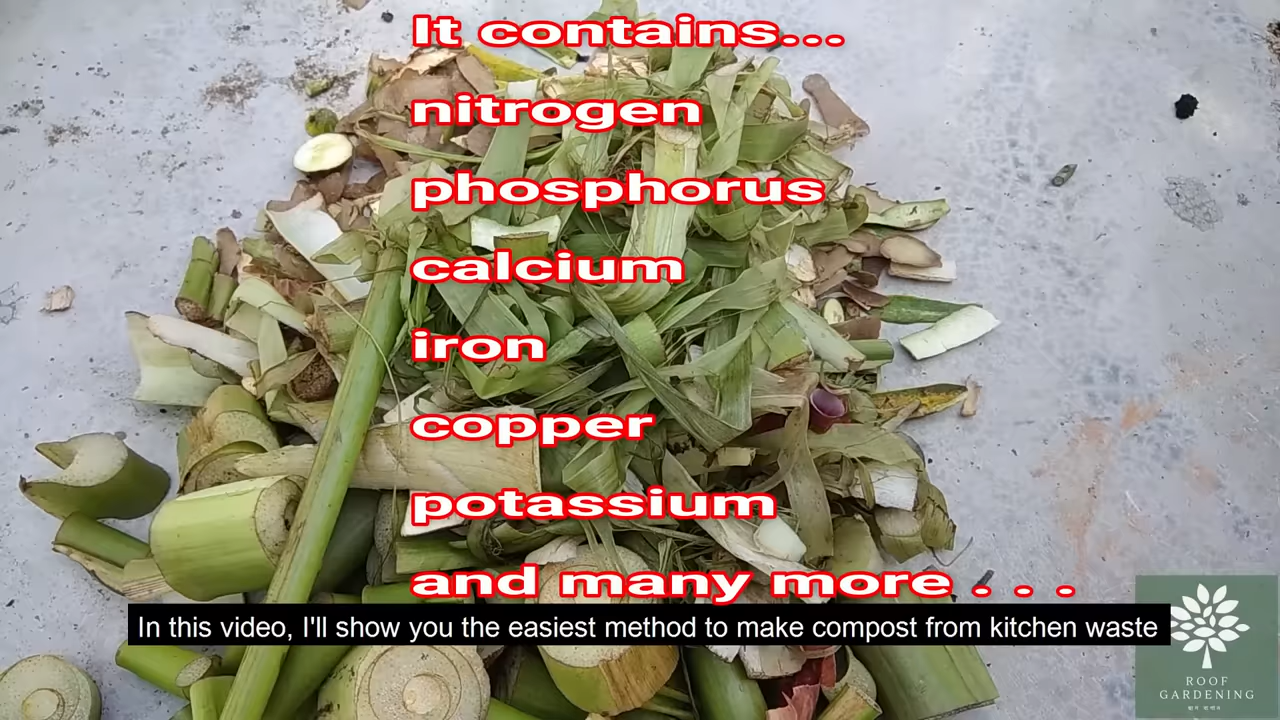 It contains...
nitrogen
phosphorus
calcium
iron
copper
potassium
and many more . . .
In this video, I'll show you the easiest method to make compost from kitchen waste
ROOF
GARDENING